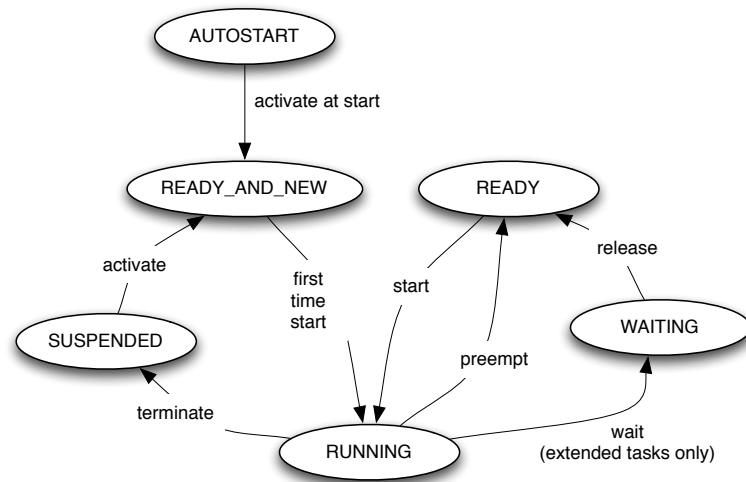 AUTOSTART
activate at start
READY_AND_NEW
READY
activate
first
time
start
start
release
SUSPENDED
preempt
WAITING
terminate
RUNNING
wait
(extended tasks only)